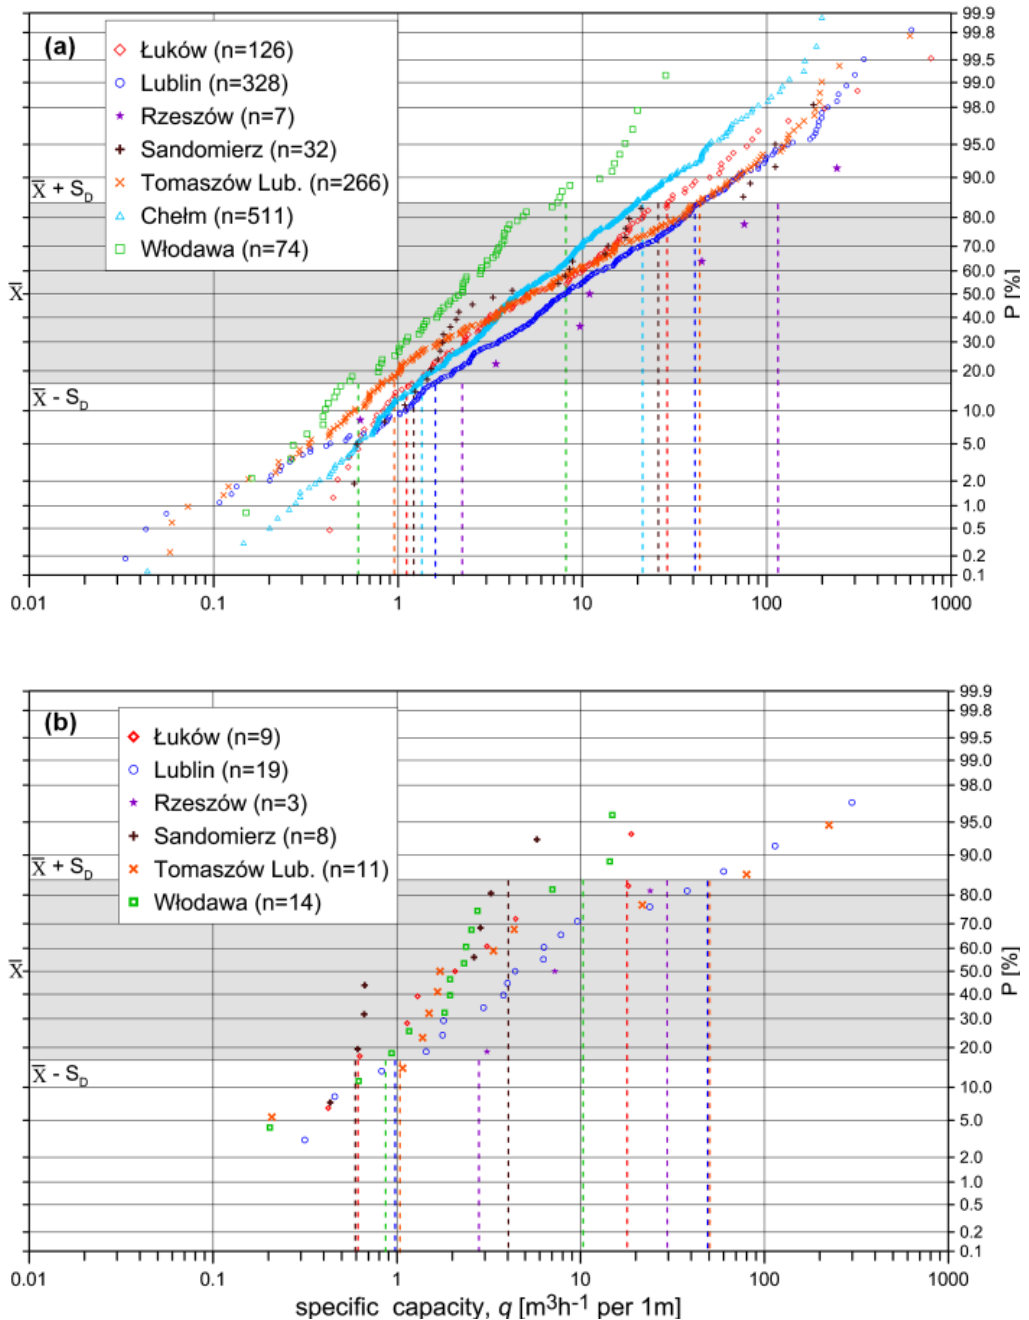 (a)
Łuków (n=126)
Lublin (n=328)
Rzeszów (n=7)
Sandomierz (n=32)
Tomaszów Lub. (n=266)
Chełm (n=511)
Włodawa (n=74)
X̅ + S_D
X̅
X̅ - S_D
99.9
99.8
99.5
99.0
98.0
95.0
90.0
80.0
70.0
60.0
50.0
40.0
30.0
20.0
10.0
5.0
2.0
1.0
0.5
0.2
0.1
P [%]
0.01 0.1 1 10 100 1000
(b)
Łuków (n=9)
Lublin (n=19)
Rzeszów (n=3)
Sandomierz (n=8)
Tomaszów Lub. (n=11)
Włodawa (n=14)
X̅ + S_D
X̅
X̅ - S_D
99.9
99.8
99.5
99.0
98.0
95.0
90.0
80.0
70.0
60.0
50.0
40.0
30.0
20.0
10.0
5.0
2.0
1.0
0.5
0.2
0.1
P [%]
0.01 0.1 1 10 100 1000
specific capacity, q [m³h⁻¹ per 1m]